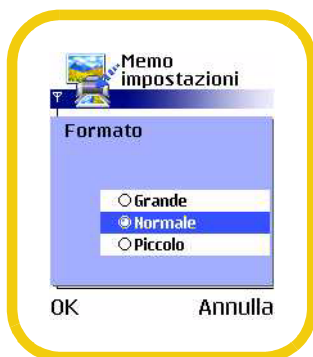 Memo
impostazioni
Formato
Grande
Normale
Piccolo
OK Annulla